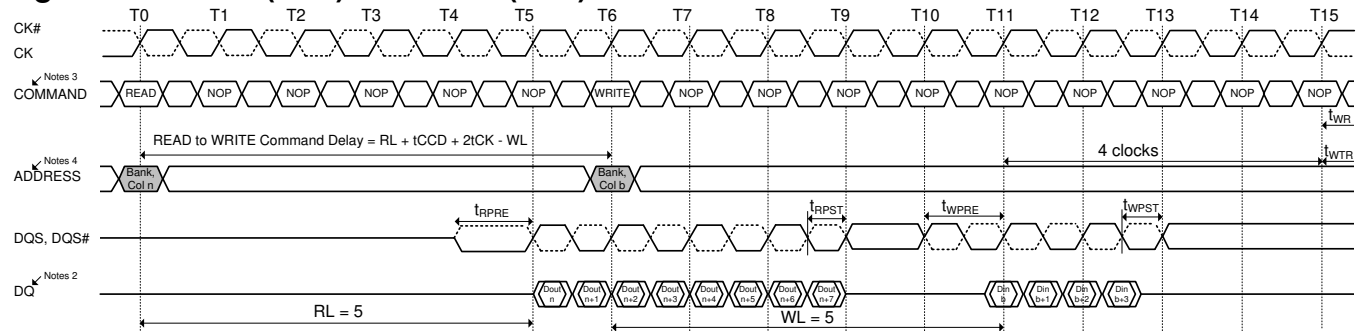 T0 T1 T2 T3 T4 T5 T6 T7 T8 T9 T10 T11 T12 T13 T14 T15
CK#
CK
Notes 3
COMMAND READ NOP NOP NOP NOP NOP WRITE NOP NOP NOP NOP NOP NOP NOP NOP NOP
tWR
READ to WRITE Command Delay = RL + tCCD + 2tCK - WL
4 clocks
tWTR
Notes 4
ADDRESS
Bank, Col n
Bank, Col b
tRPRE tRPST tWPRE tWPST
DQS, DQS#
Notes 2
DQ
Dout n
Dout n+1
Dout n+2
Dout n+3
Dout n+4
Dout n+5
Dout n+6
Dout n+7
Din b
Din b+1
Din b+2
Din b+3
RL = 5 WL = 5